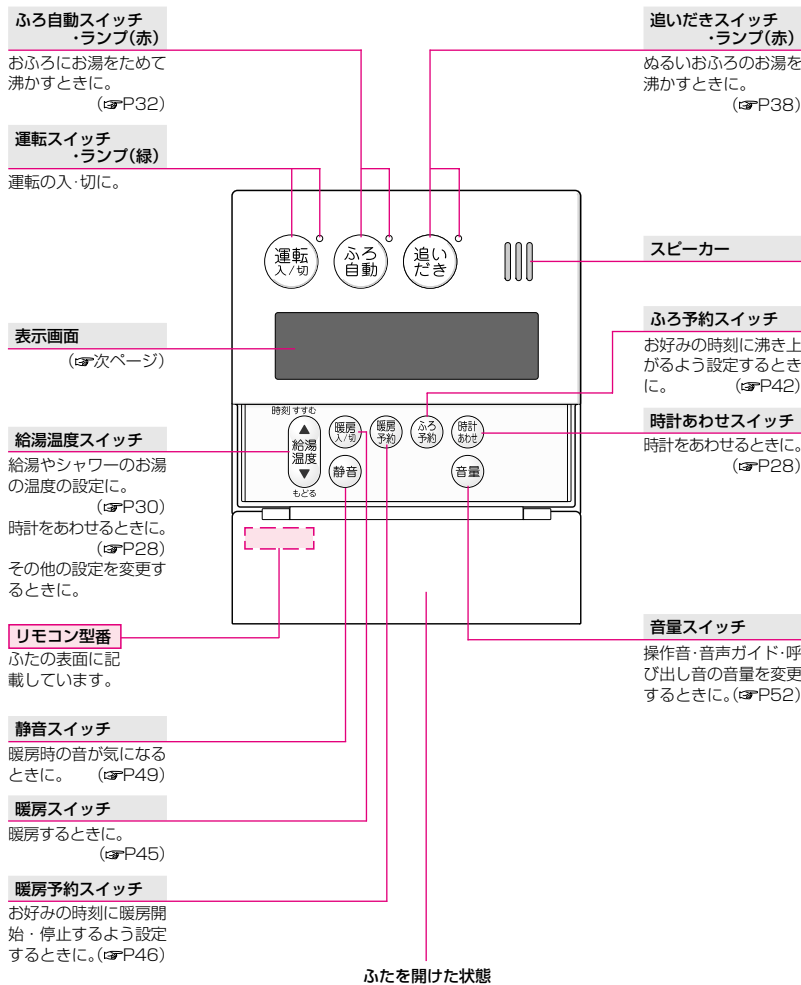 ふろ自動スイッチ
・ランプ(赤)
おふろにお湯をためて
沸かすときに。
(☞P32)
運転スイッチ
・ランプ(緑)
運転の入・切に。
表示画面
(☞次ページ)
給湯温度スイッチ
給湯やシャワーのお湯
の温度の設定に。
(☞P30)
時計をあわせるときに。
(☞P28)
その他の設定を変更す
るときに。
リモコン型番
ふたの表面に記
載しています。
静音スイッチ
暖房時の音が気になる
ときに。 (☞P49)
暖房スイッチ
暖房するときに。
(☞P45)
暖房予約スイッチ
お好みの時刻に暖房開
始・停止するよう設定
するときに。(☞P46)
運転
入/切
ふろ
自動
追い
だき
時刻 すすむ
▲
給湯
温度
▼
もどる
暖房
入/切
暖房
予約
ふろ
予約
時計
あわせ
静音
音量
ふたを開けた状態
追いだきスイッチ
・ランプ(赤)
ぬるいおふろのお湯を
沸かすときに。
(☞P38)
スピーカー
ふろ予約スイッチ
お好みの時刻に沸き上
がるよう設定するとき
に。 (☞P42)
時計あわせスイッチ
時計をあわせるときに。
(☞P28)
音量スイッチ
操作音・音声ガイド・呼
び出し音の音量を変更
するときに。(☞P52)